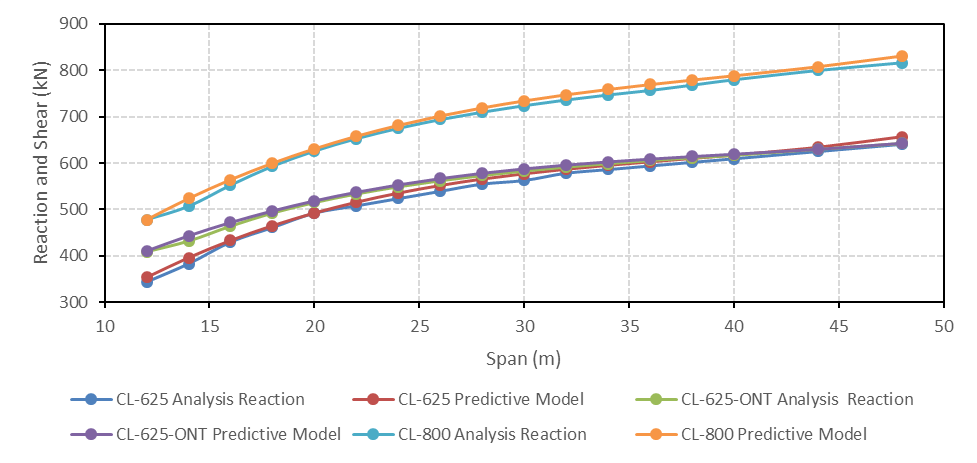 900
800
700
600
500
400
300
Reaction and Shear (kN)
10 15 20 25 30 35 40 45 50
Span (m)
CL-625 Analysis Reaction CL-625 Predictive Model CL-625-ONT Analysis  Reaction
CL-625-ONT Predictive Model CL-800 Analysis Reaction CL-800 Predictive Model